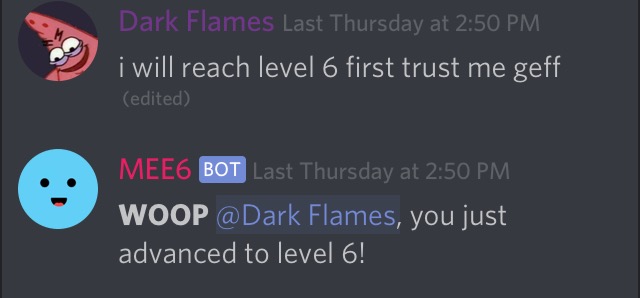 Dark Flames Last Thursday at 2:50 PM
i will reach level 6 first trust me geff
(edited)
MEE6 BOT Last Thursday at 2:50 PM
WOOP @Dark Flames, you just
advanced to level 6!